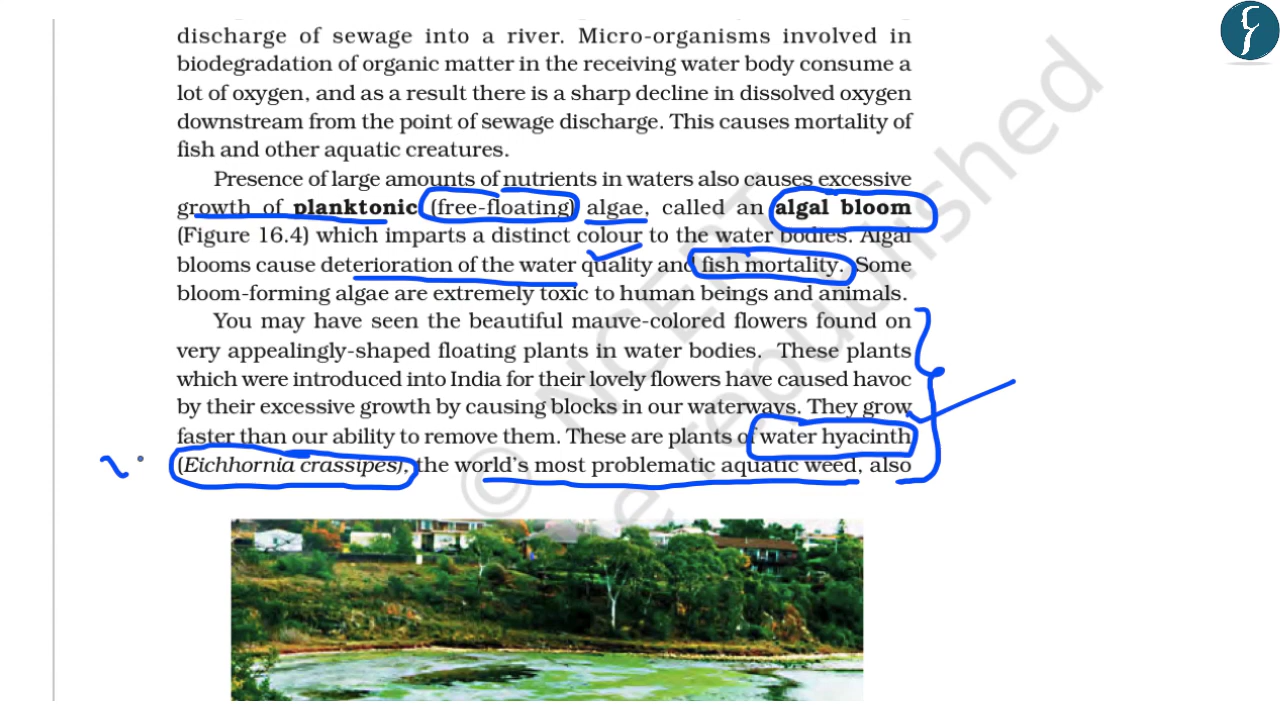 discharge of sewage into a river. Micro-organisms involved in
biodegradation of organic matter in the receiving water body consume a
lot of oxygen, and as a result there is a sharp decline in dissolved oxygen
downstream from the point of sewage discharge. This causes mortality of
fish and other aquatic creatures.
Presence of large amounts of nutrients in waters also causes excessive
growth of planktonic (free-floating) algae, called an algal bloom
(Figure 16.4) which imparts a distinct colour to the water bodies. Algal
blooms cause deterioration of the water quality and fish mortality. Some
bloom-forming algae are extremely toxic to human beings and animals.
You may have seen the beautiful mauve-colored flowers found on
very appealingly-shaped floating plants in water bodies. These plants
which were introduced into India for their lovely flowers have caused havoc
by their excessive growth by causing blocks in our waterways. They grow
faster than our ability to remove them. These are plants of water hyacinth
(Eichhornia crassipes), the world's most problematic aquatic weed, also
© NCERT
republished